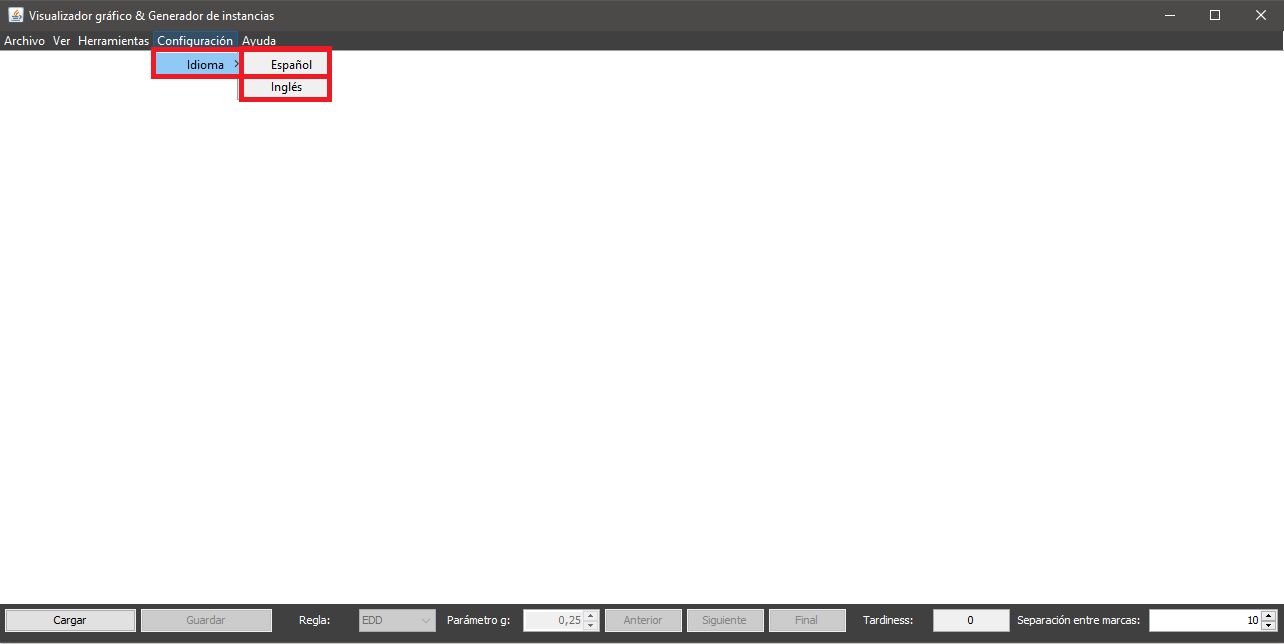 Visualizador gráfico & Generador de instancias
Archivo Ver Herramientas Configuración Ayuda
Idioma Español
Inglés
Cargar Guardar Regla: EDD Parámetro g: 0,25 Anterior Siguiente Final Tardiness: 0 Separación entre marcas: 10